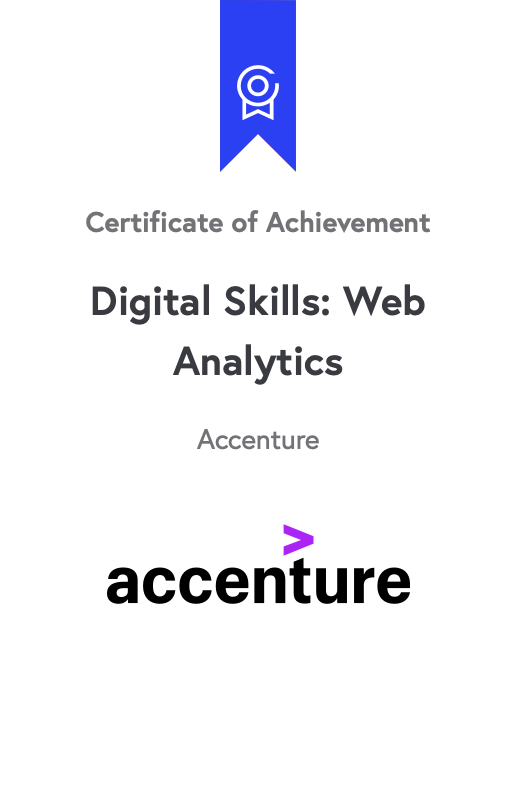 Certificate of Achievement
Digital Skills: Web
Analytics
Accenture
accenture